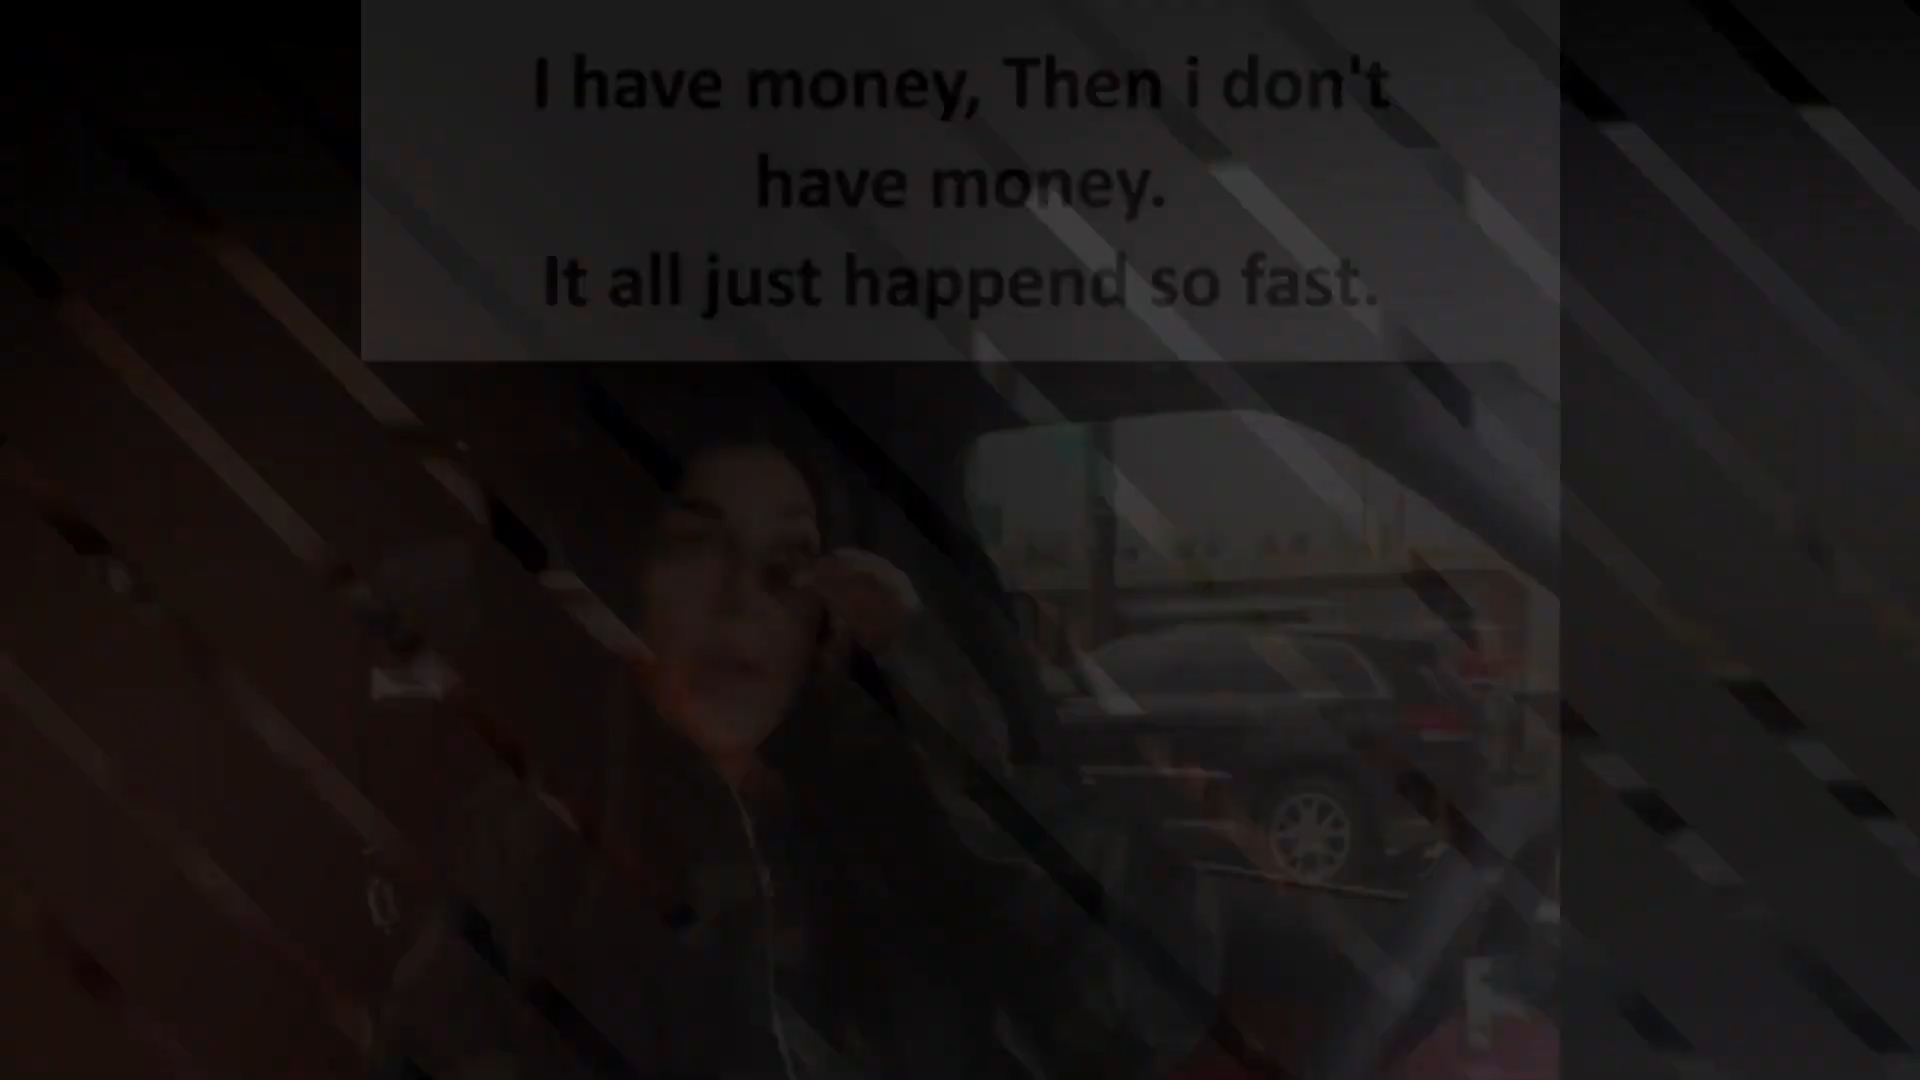 I have money, Then i don't
have money.
It all just happend so fast.